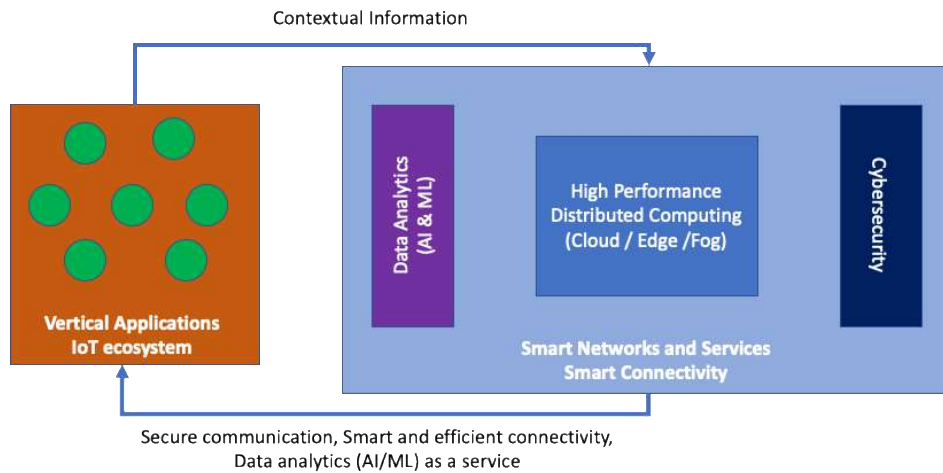 Contextual Information
Data Analytics
(AI & ML)
High Performance
Distributed Computing
(Cloud / Edge /Fog)
Cybersecurity
Vertical Applications
IoT ecosystem
Smart Networks and Services
Smart Connectivity
Secure communication, Smart and efficient connectivity,
Data analytics (AI/ML) as a service